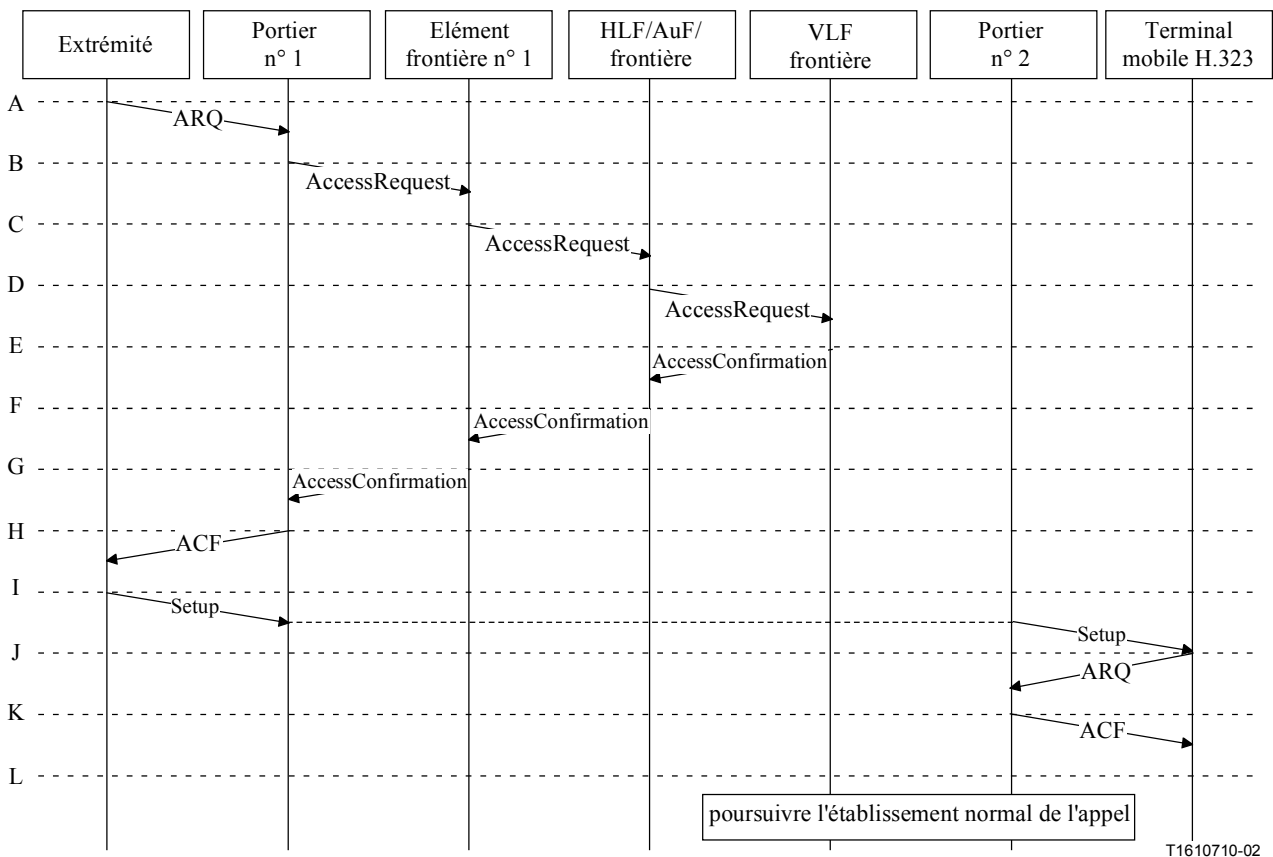 Extrémité
Portier
n° 1
Elément
frontière n° 1
HLF/AuF/
frontière
VLF
frontière
Portier
n° 2
Terminal
mobile H.323
A
ARQ
B
AccessRequest
C
AccessRequest
D
AccessRequest
E
AccessConfirmation
F
AccessConfirmation
G
AccessConfirmation
H
ACF
I
Setup
Setup
J
ARQ
K
ACF
L
poursuivre l'établissement normal de l'appel
T1610710-02